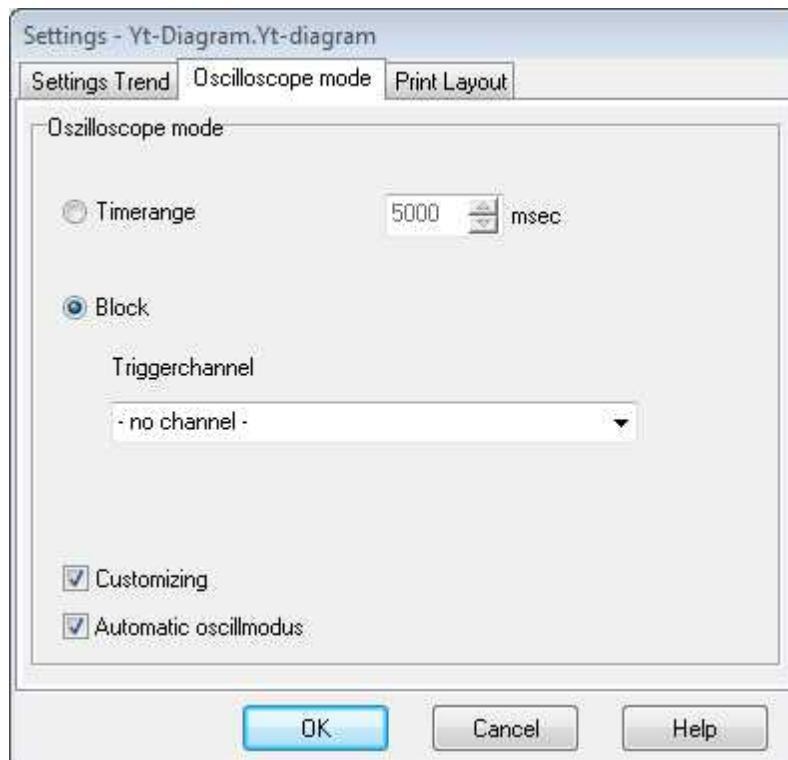 Settings - Yt-Diagram.Yt-diagram
Settings Trend Oscilloscope mode Print Layout
Oszilloscope mode
Timerange 5000 msec
Block
Triggerchannel
- no channel -
Customizing
Automatic oscillmodus
OK Cancel Help